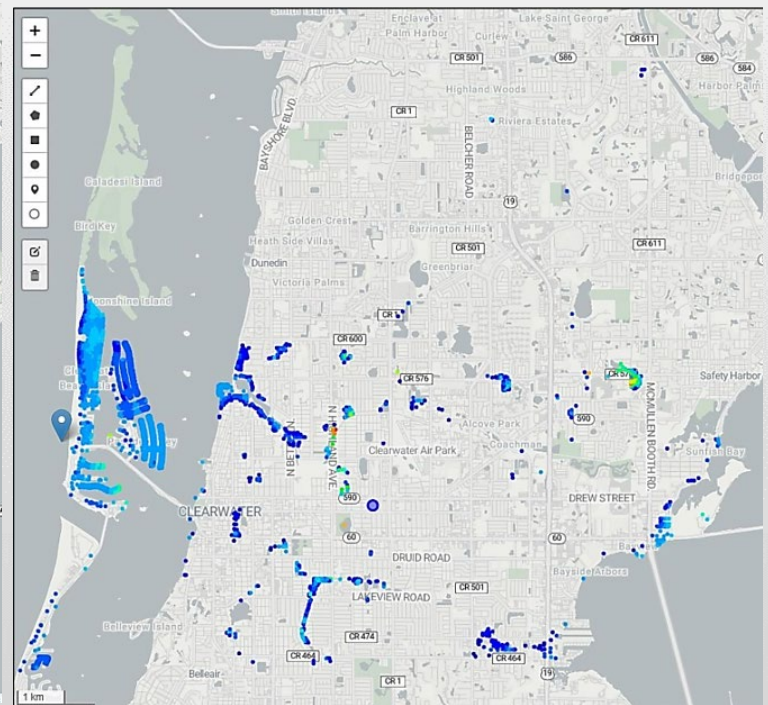 Enclave at
Palm Harbor
Lake Saint George
Curlew
CR 611
+
−
CR 501
586
586
584
Harbor Palm
Highland Woods
CR 1
Riviera Estates
BAYSHORE BLVD
BELCHER ROAD
Caladesi Island
Bridgepor
19
Bird Key
Golden Crest
Barrington Hills
Heath Side Villas
CR 501
CR 611
Dunedin
Greenbriar
Victoria Palms
Moonshine Island
CR 1
CR 600
CR 576
Safety Harbor
MCMULLEN BOOTH RD.
590
N HIGHLAND AVE
Alcove Park
Coachman
Clearwater Air Park
Sunfish Bay
590
DREW STREET
CLEARWATER
60
60
DRUID ROAD
Bayside Arbors
CR 501
LAKEVIEW ROAD
Belleview Island
CR 474
CR 464
CR 464
Belleair
19
CR 1
1 km